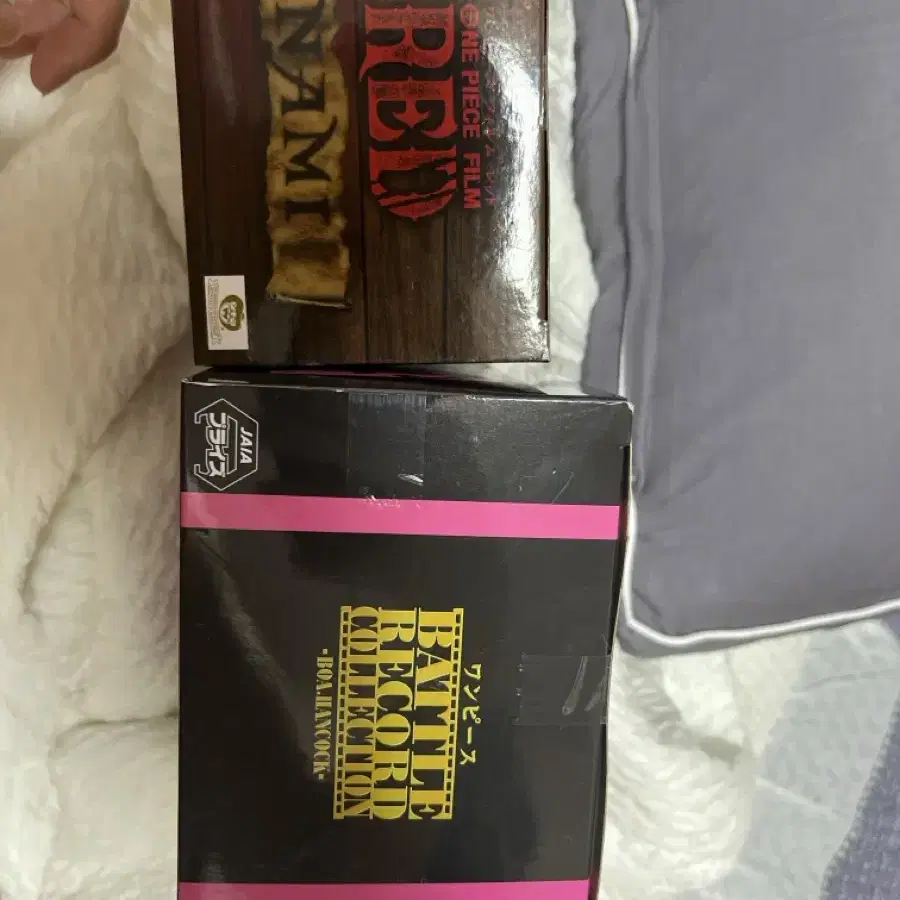 ONE PIECE FILM
RED
NAMI
JAIA
プライズ
ワンピース
BATTLE
RECORD
COLLECTION
-BOA.HANCOCK-